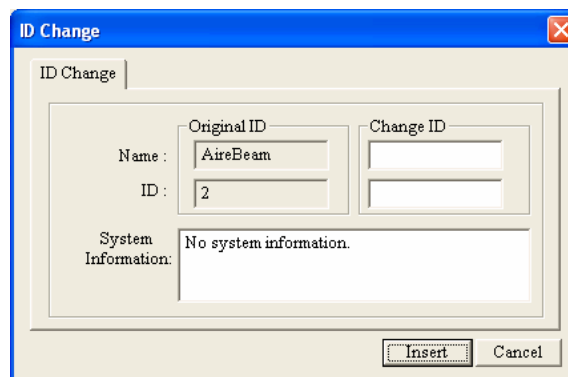 ID Change
ID Change
Original ID
Change ID
Name :
AireBeam
ID :
2
System
Information:
No system information.
Insert
Cancel